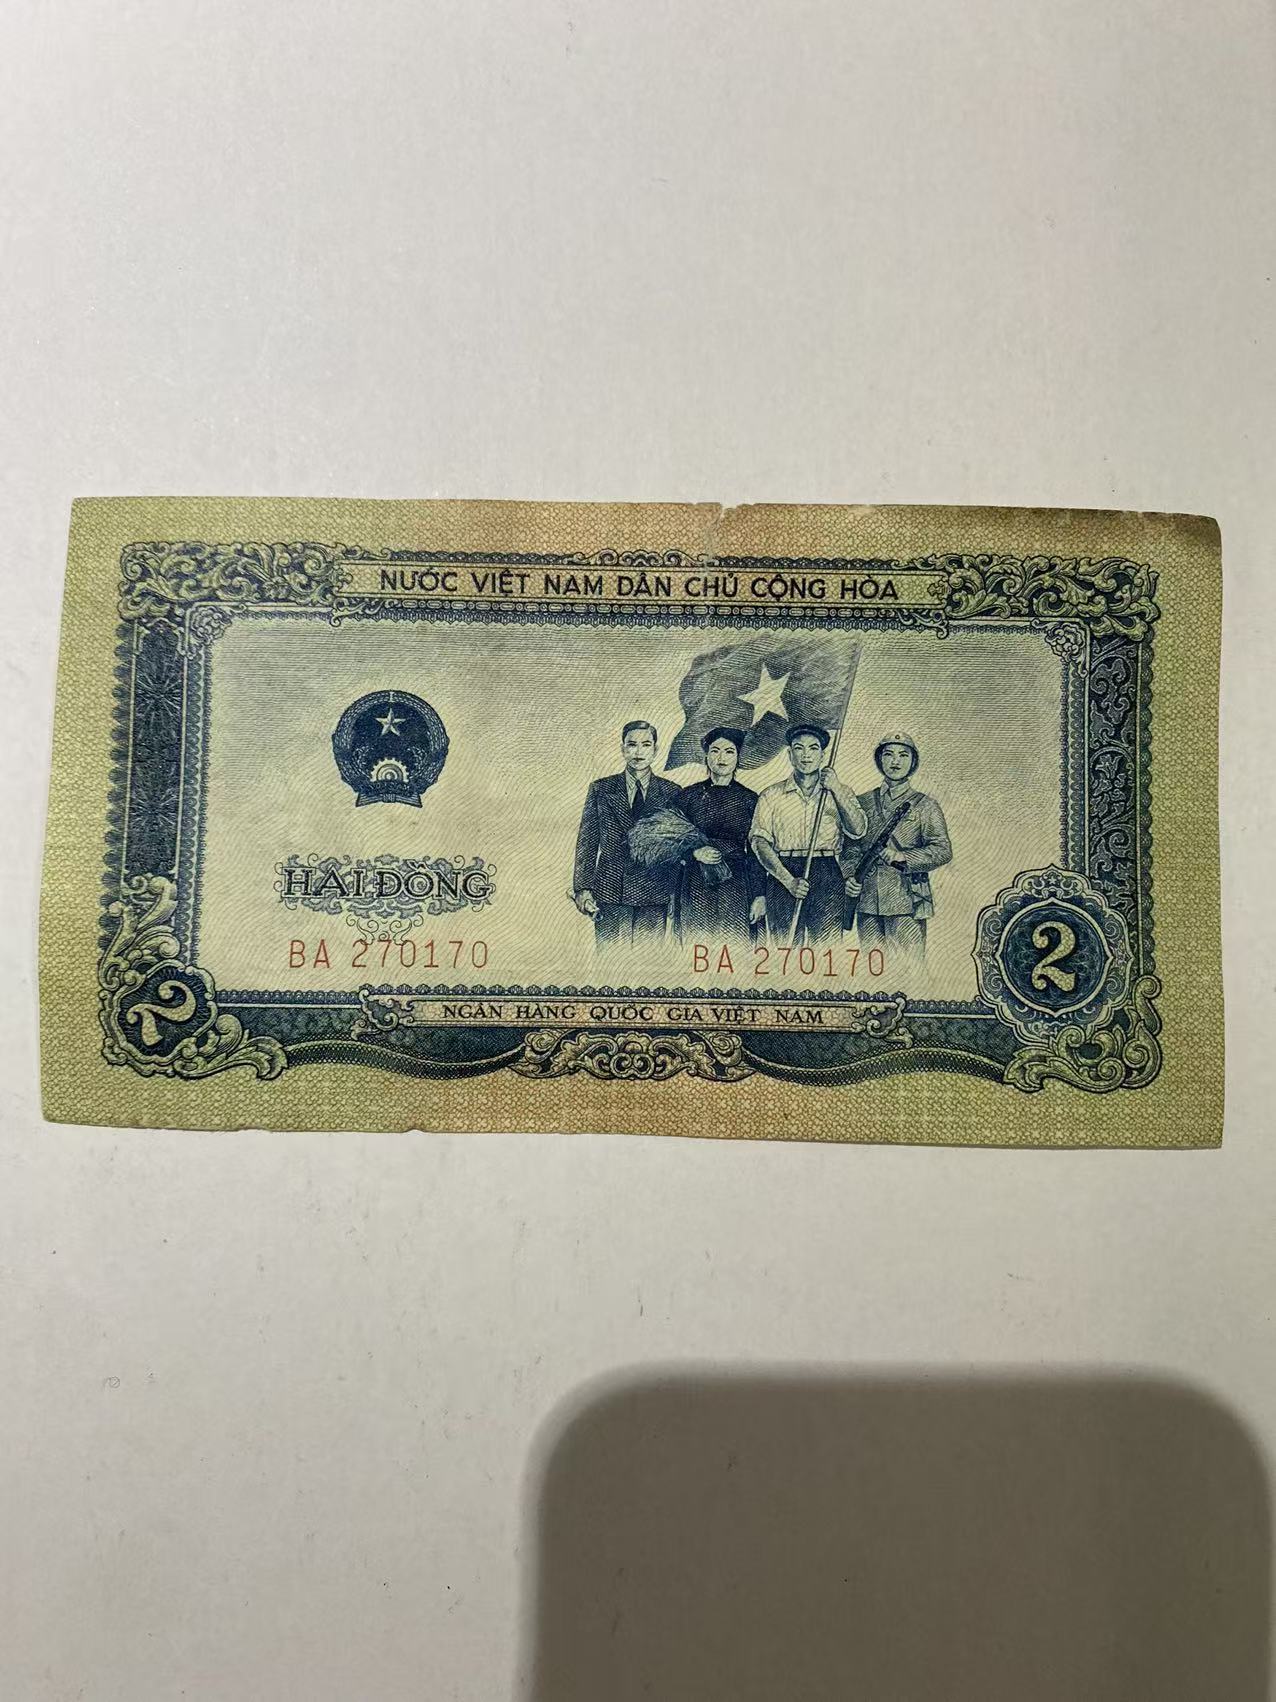 NƯỚC VIỆT NAM DÂN CHỦ CỘNG HÒA
HAI ĐỒNG
BA 270170 BA 270170
2 2
NGÂN HÀNG QUỐC GIA VIỆT NAM